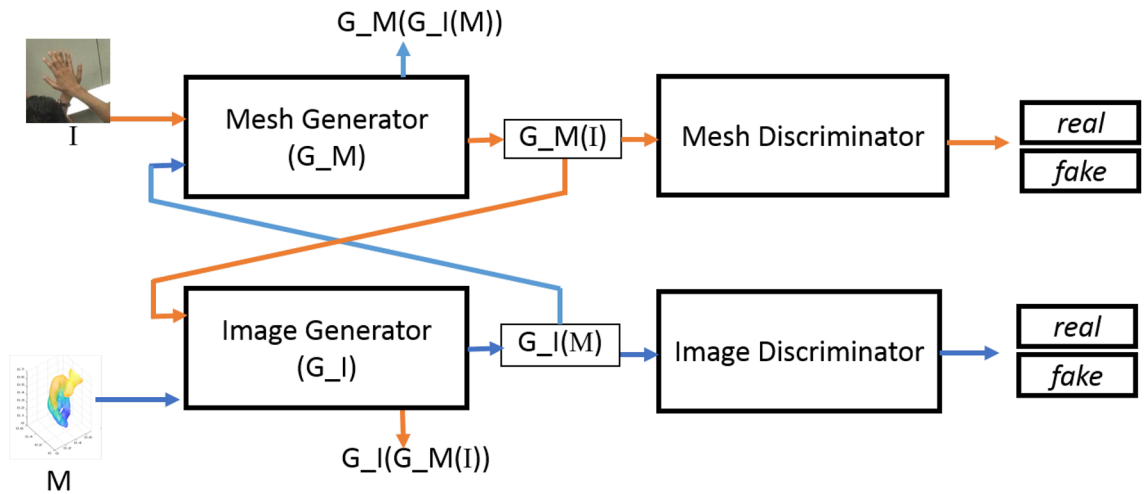 G_M(G_I(M))
I
Mesh Generator
(G_M)
G_M(I)
Mesh Discriminator
real
fake
Image Generator
(G_I)
G_I(M)
Image Discriminator
real
fake
M
G_I(G_M(I))